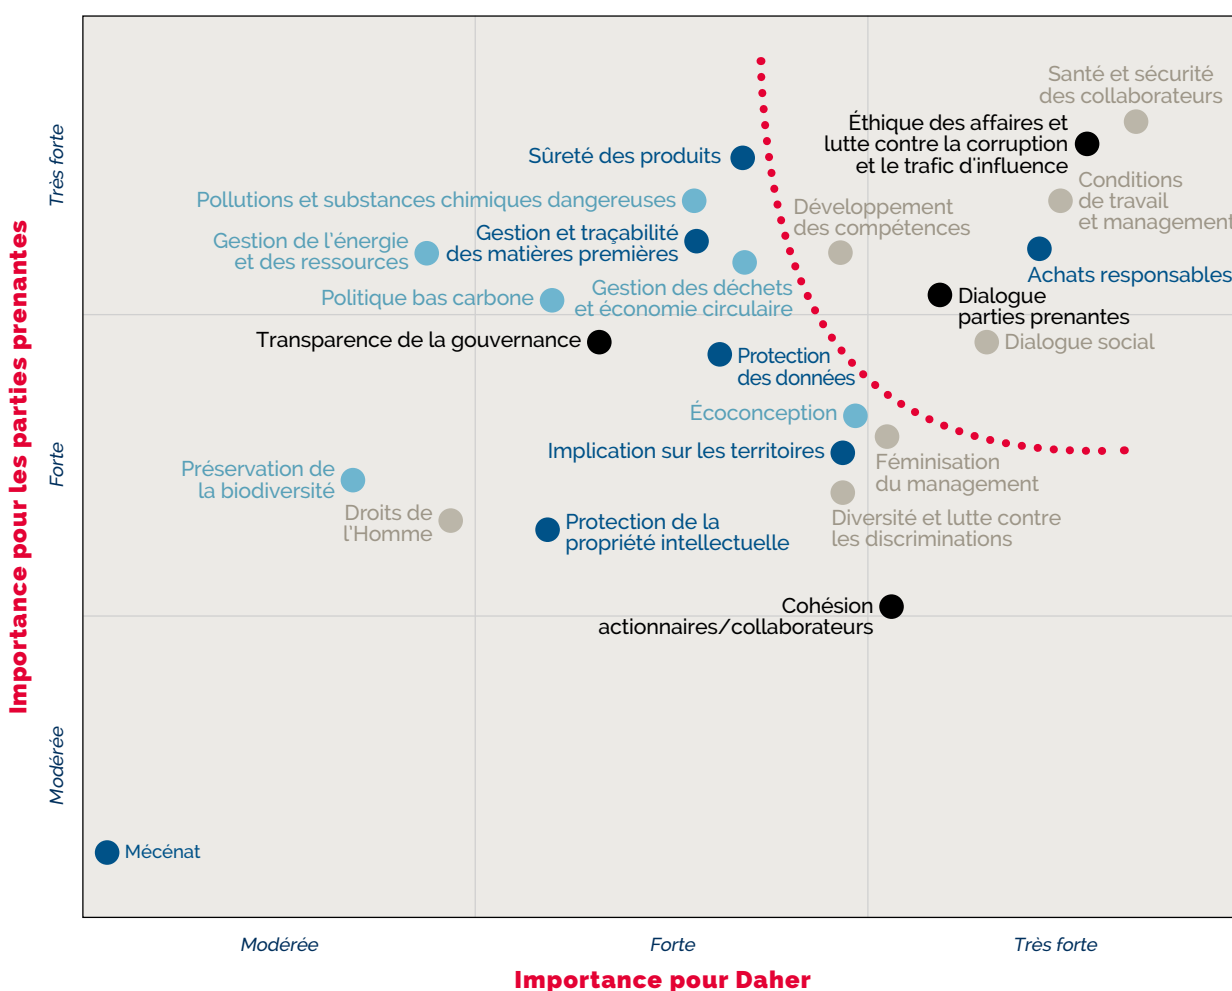 Santé et sécurité
des collaborateurs
Éthique des affaires et
lutte contre la corruption
et le trafic d'influence
Sûreté des produits
Conditions
de travail
et management
Pollutions et substances chimiques dangereuses
Développement
des compétences
Gestion de l'énergie
et des ressources
Gestion et traçabilité
des matières premières
Achats responsables
Gestion des déchets
et économie circulaire
Politique bas carbone
Dialogue
parties prenantes
Transparence de la gouvernance
Dialogue social
Protection
des données
Écoconception
Implication sur les territoires
Féminisation
du management
Préservation de
la biodiversité
Droits de
l'Homme
Protection de la
propriété intellectuelle
Diversité et lutte contre
les discriminations
Cohésion
actionnaires/collaborateurs
Mécénat
Importance pour les parties prenantes
Très forte
Forte
Modérée
Modérée
Forte
Très forte
Importance pour Daher